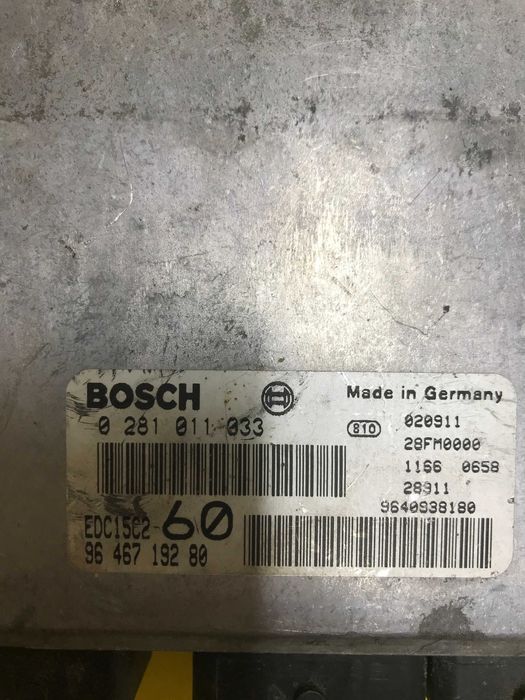 BOSCH Made in Germany
0 281 011 033 810 020911
28FM0000
1166 0658
28911
9640938180
EDC15C2 60
96 467 192 80